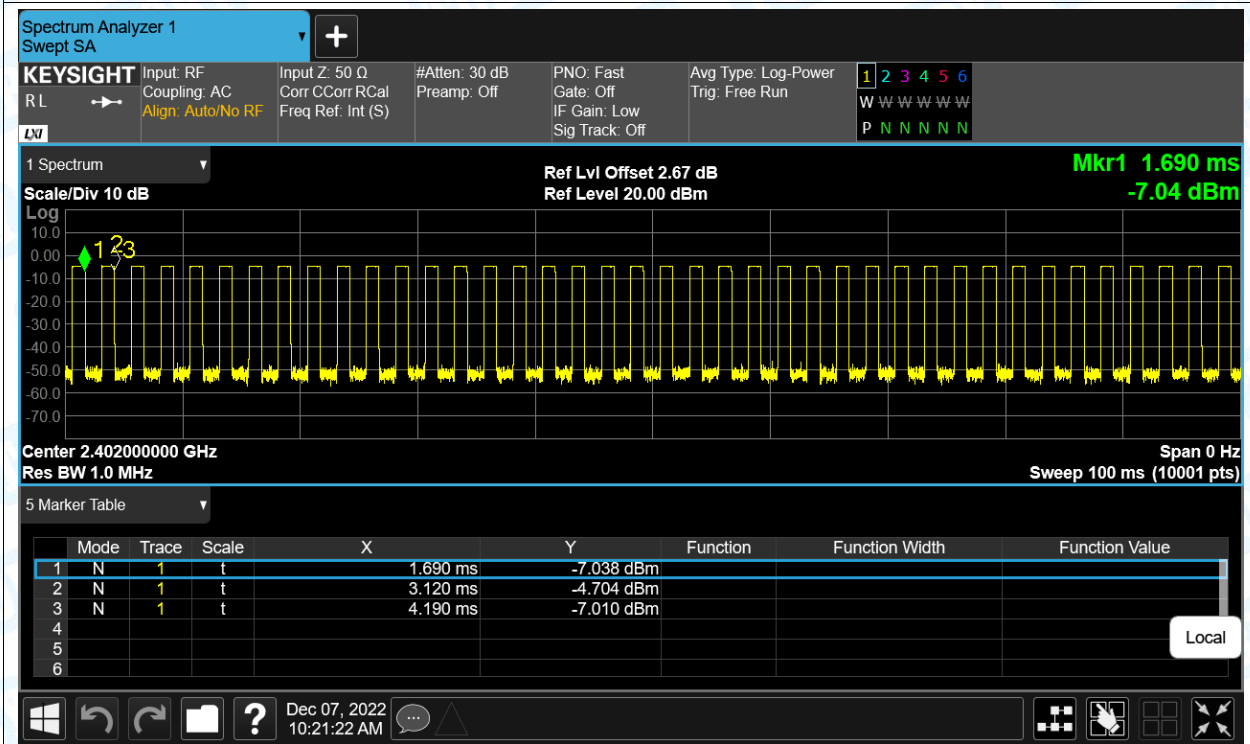 Spectrum Analyzer 1
Swept SA
KEYSIGHT
R L
LXI
Input: RF
Coupling: AC
Align: Auto/No RF
Input Z: 50 Ω
Corr CCorr RCal
Freq Ref: Int (S)
#Atten: 30 dB
Preamp: Off
PNO: Fast
Gate: Off
IF Gain: Low
Sig Track: Off
Avg Type: Log-Power
Trig: Free Run
1 2 3 4 5 6
W W W W W W
P N N N N N
1 Spectrum
Scale/Div 10 dB
Ref Lvl Offset 2.67 dB
Ref Level 20.00 dBm
Mkr1 1.690 ms
-7.04 dBm
Log
10.0
0.00
-10.0
-20.0
-30.0
-40.0
-50.0
-60.0
-70.0
1 2 3
Center 2.402000000 GHz
Res BW 1.0 MHz
Span 0 Hz
Sweep 100 ms (10001 pts)
5 Marker Table
Mode Trace Scale X Y Function Function Width Function Value
1 N 1 t 1.690 ms -7.038 dBm
2 N 1 t 3.120 ms -4.704 dBm
3 N 1 t 4.190 ms -7.010 dBm
4
5
6
Local
?
Dec 07, 2022
10:21:22 AM